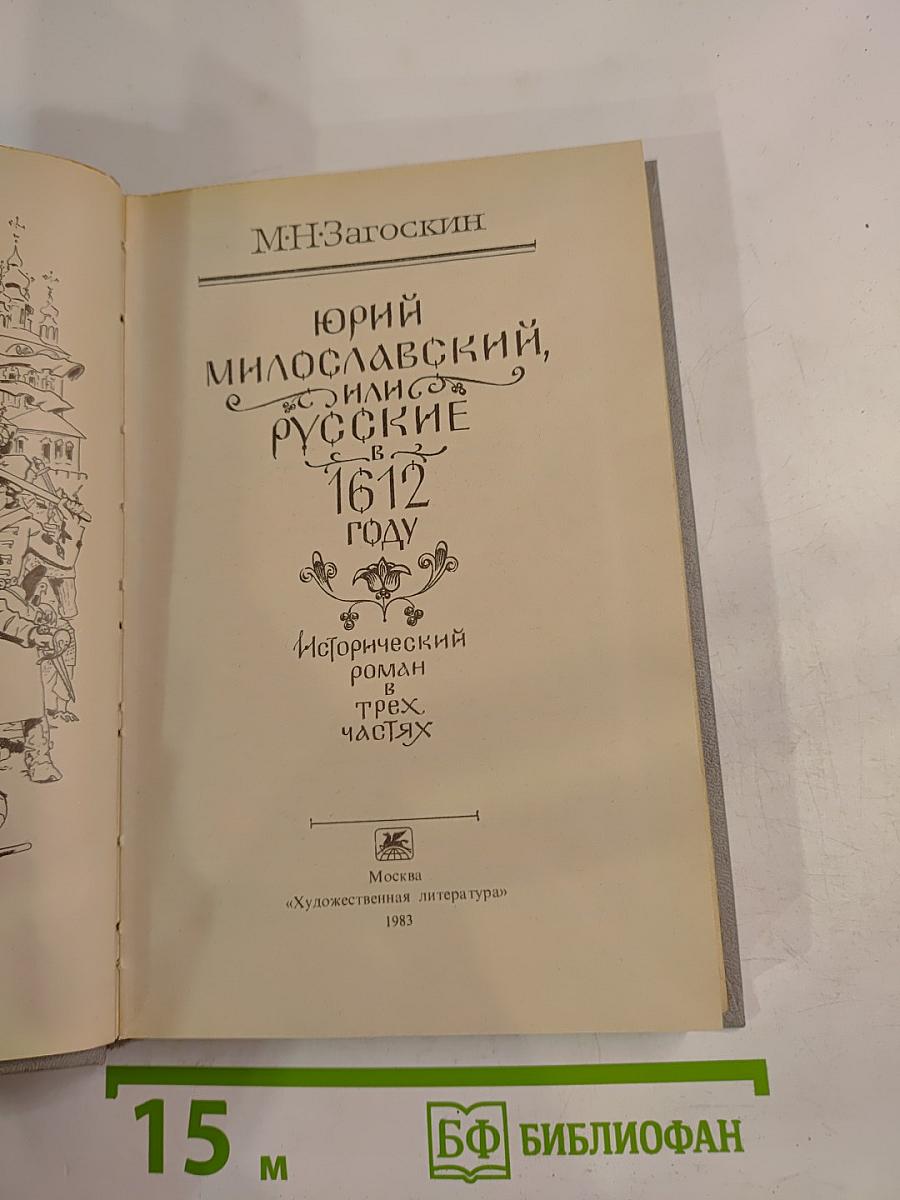 М·Н·Загоскин
ЮРИЙ
МИЛОСЛАВСКИЙ,
ИЛИ
РУССКИЕ
в
1612
ГОДУ
Исторический
роман
в
трех
частях
Москва
«Художественная литература»
1983
15 м
БФ БИБЛИОФАН